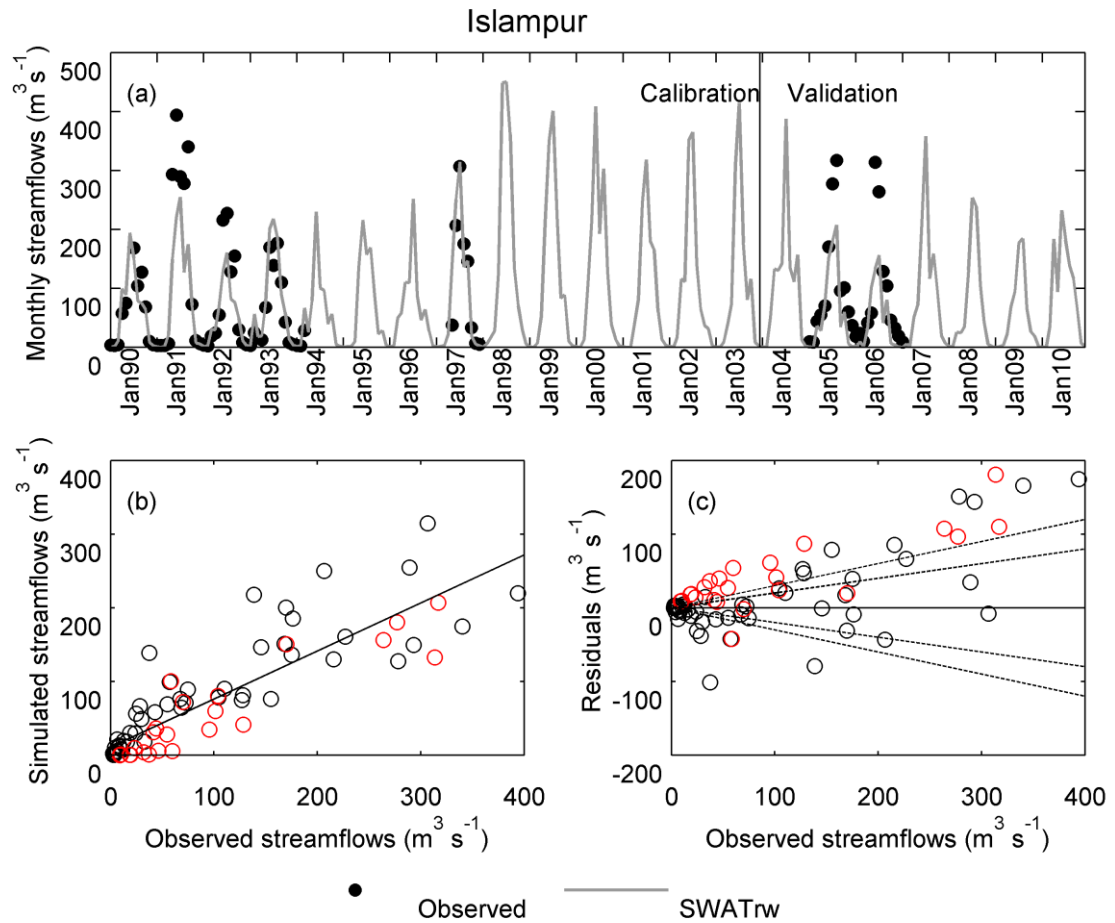 Islampur
Monthly streamflows (m³ s⁻¹)
500
400
300
200
100
0
(a)
Calibration
Validation
Jan90
Jan91
Jan92
Jan93
Jan94
Jan95
Jan96
Jan97
Jan98
Jan99
Jan00
Jan01
Jan02
Jan03
Jan04
Jan05
Jan06
Jan07
Jan08
Jan09
Jan10
Simulated streamflows (m³ s⁻¹)
400
300
200
100
0
(b)
0 100 200 300 400
Observed streamflows (m³ s⁻¹)
Residuals (m³ s⁻¹)
200
100
0
-100
-200
(c)
0 100 200 300 400
Observed streamflows (m³ s⁻¹)
Observed
SWATrw